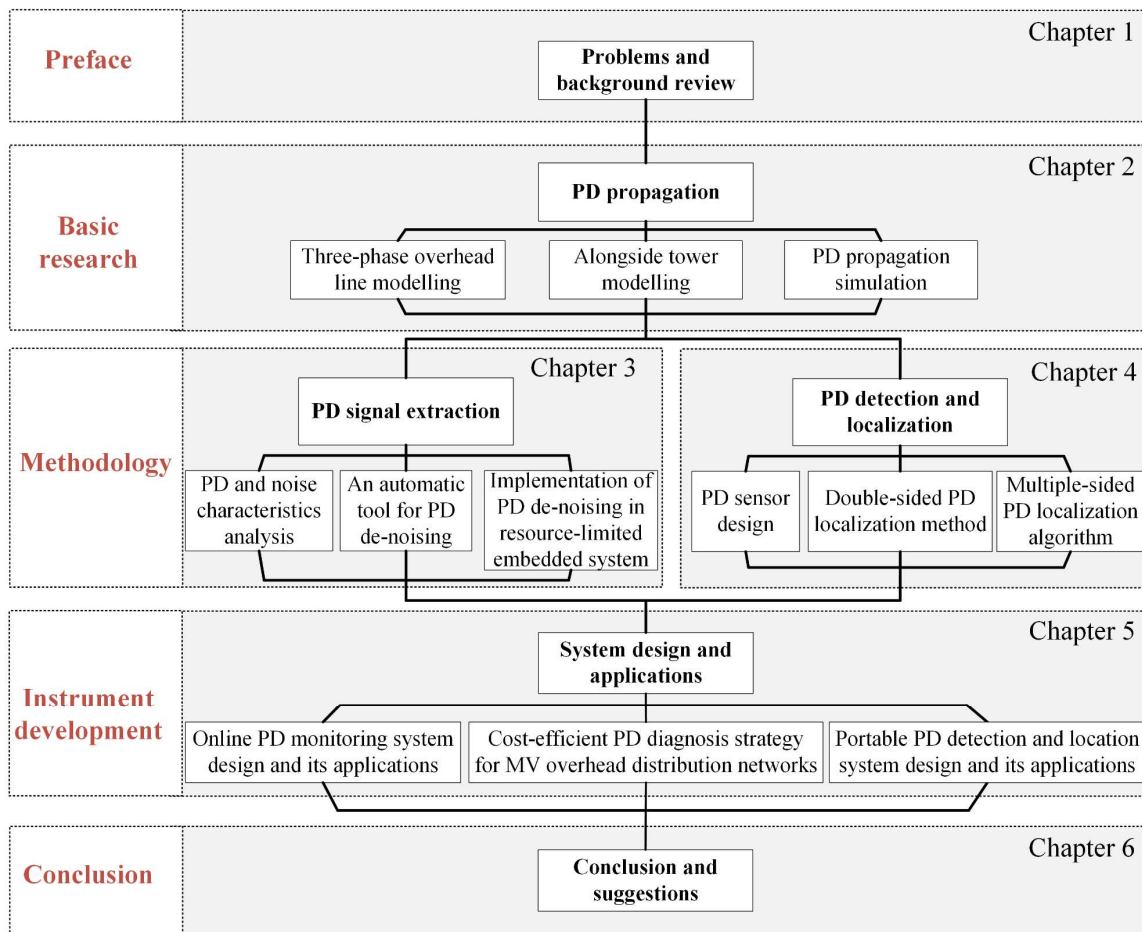 Chapter 1
Preface
Problems and
background review
Chapter 2
PD propagation
Basic
research
Three-phase overhead
line modelling
Alongside tower
modelling
PD propagation
simulation
Chapter 3
Chapter 4
PD signal extraction
PD detection and
localization
Methodology
PD and noise
characteristics
analysis
An automatic
tool for PD
de-noising
Implementation of
PD de-noising in
resource-limited
embedded system
PD sensor
design
Double-sided PD
localization method
Multiple-sided
PD localization
algorithm
Chapter 5
System design and
applications
Instrument
development
Online PD monitoring system
design and its applications
Cost-efficient PD diagnosis strategy
for MV overhead distribution networks
Portable PD detection and location
system design and its applications
Chapter 6
Conclusion
Conclusion and
suggestions